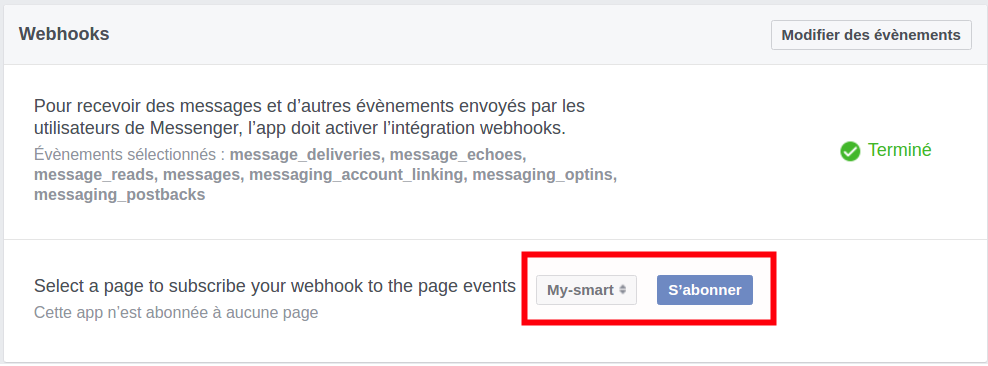 Webhooks
Modifier des évènements
Pour recevoir des messages et d’autres évènements envoyés par les
utilisateurs de Messenger, l’app doit activer l’intégration webhooks.
Évènements sélectionnés : message_deliveries, message_echoes,
message_reads, messages, messaging_account_linking, messaging_optins,
messaging_postbacks
Terminé
Select a page to subscribe your webhook to the page events
My-smart
S’abonner
Cette app n’est abonnée à aucune page